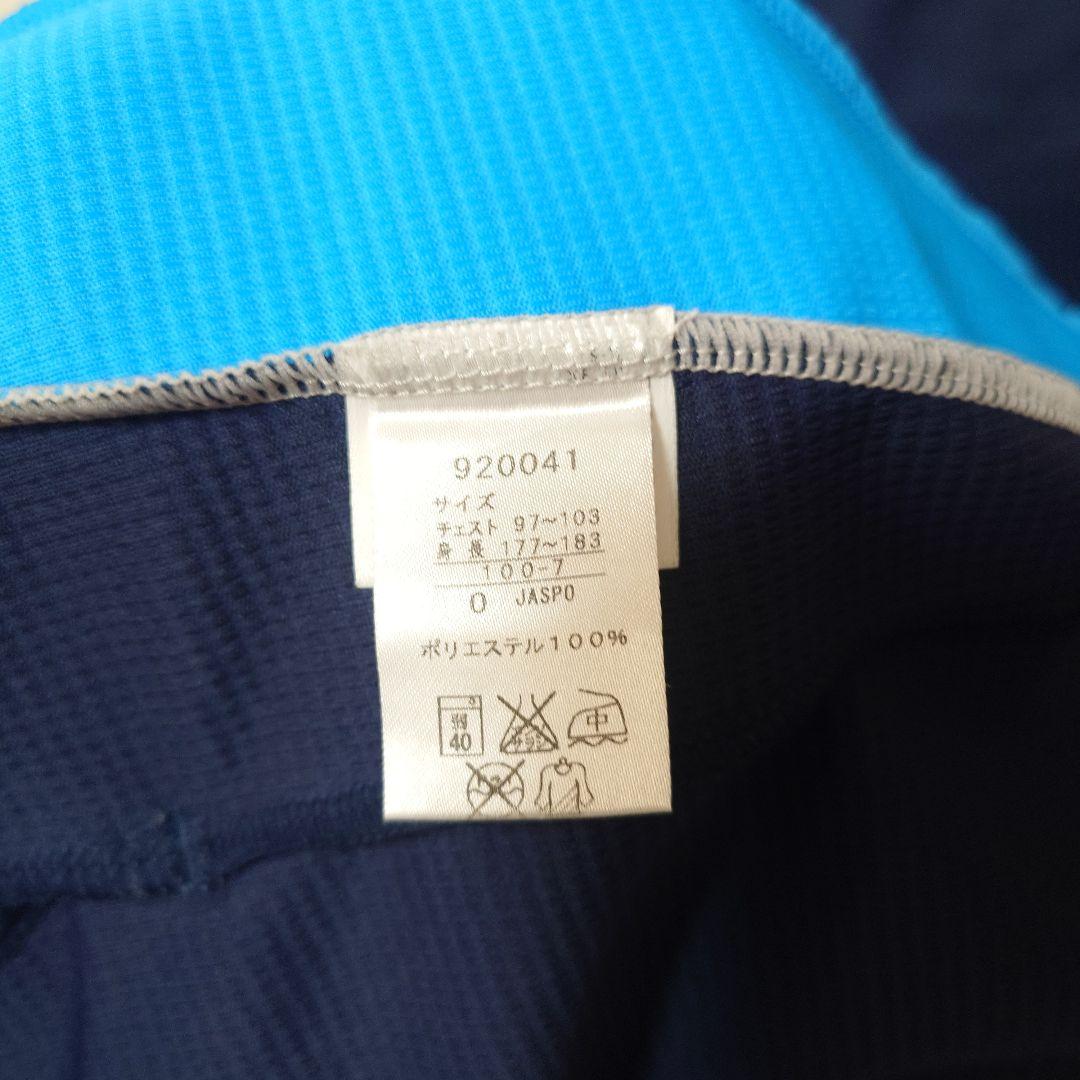 920041
サイズ
チェスト 97~103
身長 177~183
100-7
O JASPO
ポリエステル100%
弱 中
40